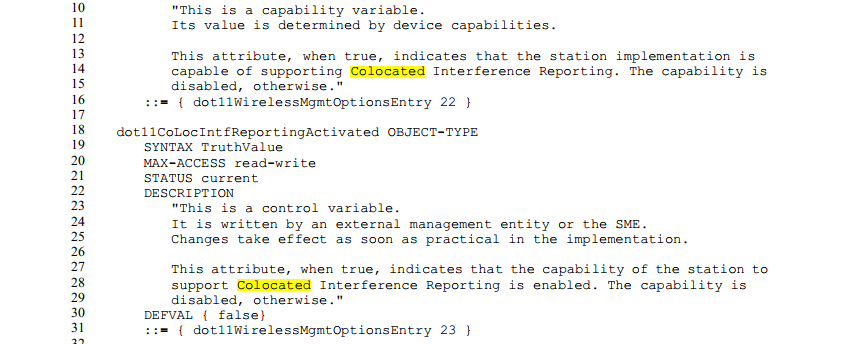 10 "This is a capability variable.
11 Its value is determined by device capabilities.
12
13 This attribute, when true, indicates that the station implementation is
14 capable of supporting Colocated Interference Reporting. The capability is
15 disabled, otherwise."
16 ::= { dot11WirelessMgmtOptionsEntry 22 }
17
18 dot11CoLocIntfReportingActivated OBJECT-TYPE
19 SYNTAX TruthValue
20 MAX-ACCESS read-write
21 STATUS current
22 DESCRIPTION
23 "This is a control variable.
24 It is written by an external management entity or the SME.
25 Changes take effect as soon as practical in the implementation.
26
27 This attribute, when true, indicates that the capability of the station to
28 support Colocated Interference Reporting is enabled. The capability is
29 disabled, otherwise."
30 DEFVAL { false}
31 ::= { dot11WirelessMgmtOptionsEntry 23 }
32